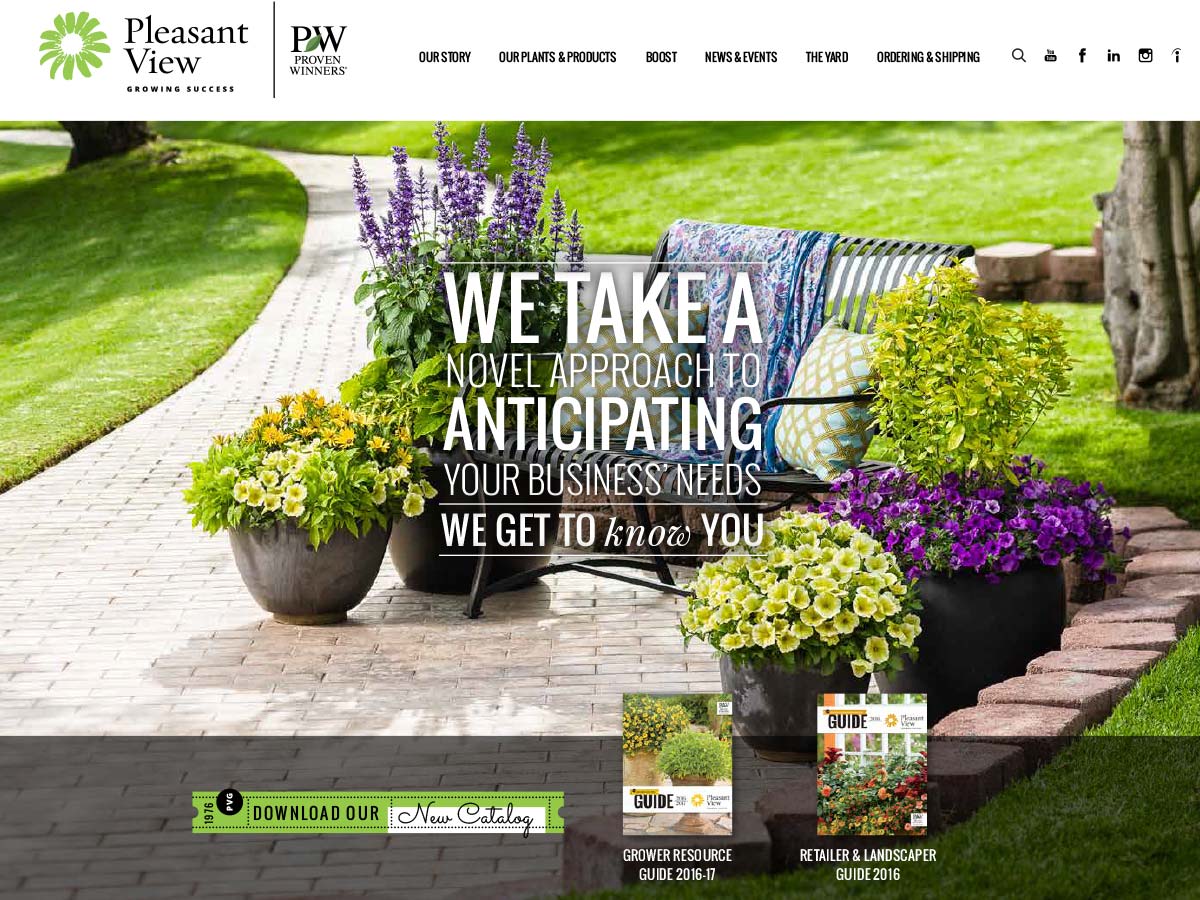 Pleasant
View
GROWING SUCCESS
PW
PROVEN
WINNERS®
OUR STORY
OUR PLANTS & PRODUCTS
BOOST
NEWS & EVENTS
THE YARD
ORDERING & SHIPPING
You
Tube
f
in
WE TAKE A
NOVEL APPROACH TO
ANTICIPATING
YOUR BUSINESS' NEEDS
WE GET TO know YOU
1976
PVG
DOWNLOAD OUR
New Catalog
GUIDE 2016 2017
Pleasant
View
GUIDE 2016
Pleasant
View
GROWER RESOURCE
GUIDE 2016-17
RETAILER & LANDSCAPER
GUIDE 2016